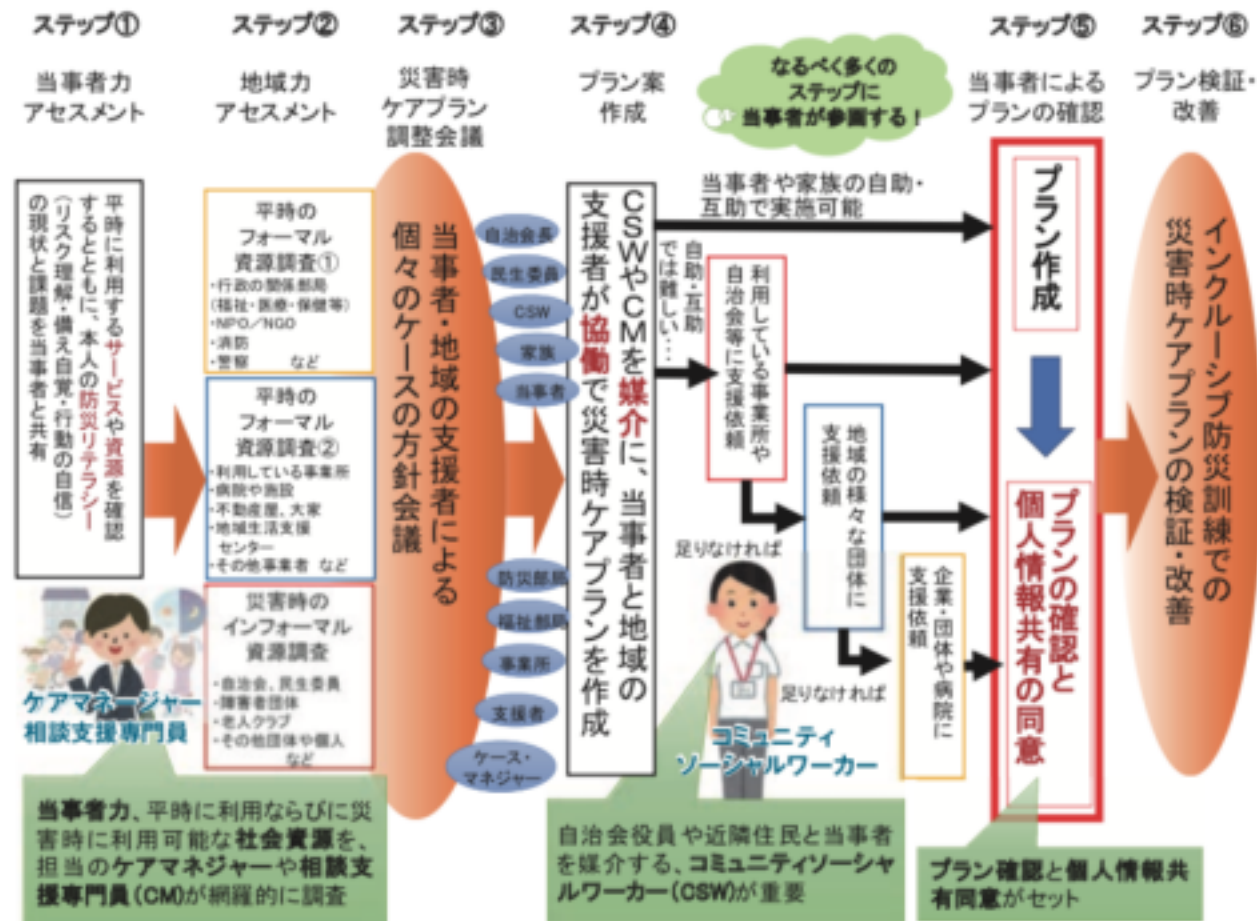 ステップ①
当事者力
アセスメント
平時に利用するサービスや資源を確認
するとともに、本人の防災リテラシー
(リスク理解・備え自覚・行動の自信)
の現状と課題を当事者と共有
ケアマネージャー
相談支援専門員
当事者力、平時に利用ならびに災
害時に利用可能な社会資源を、
担当のケアマネジャーや相談支
援専門員(CM)が網羅的に調査
ステップ②
地域力
アセスメント
平時の
フォーマル
資源調査①
・行政の関係部局
(福祉・医療・保健等)
・NPO/NGO
・消防
・警察 など
平時の
フォーマル
資源調査②
・利用している事業所
・病院や施設
・不動産屋、大家
・地域生活支援
センター
・その他事業者 など
災害時の
インフォーマル
資源調査
・自治会、民生委員
・障害者団体
・老人クラブ
・その他団体や個人
など
ステップ③
災害時
ケアプラン
調整会議
当事者・地域の支援者による
個々のケースの方針会議
自治会長
民生委員
CSW
家族
当事者
防災部局
福祉部局
事業所
支援者
ケース・
マネジャー
ステップ④
プラン案
作成
CSWやCMを媒介に、当事者と地域の
支援者が協働で災害時ケアプランを作成
なるべく多くの
ステップに
当事者が参画する!
当事者や家族の自助・
互助で実施可能
自助・互助
では難しい…
利用している事業所や
自治会等に支援依頼
足りなければ
地域の様々な団体に
支援依頼
足りなければ
企業・団体や病院に
支援依頼
コミュニティ
ソーシャルワーカー
自治会役員や近隣住民と当事者
を媒介する、コミュニティソーシャ
ルワーカー(CSW)が重要
ステップ⑤
当事者による
プランの確認
プラン作成
プランの確認と
個人情報共有の同意
プラン確認と個人情報共
有同意がセット
ステップ⑥
プラン検証・
改善
インクルーシブ防災訓練での
災害時ケアプランの検証・改善